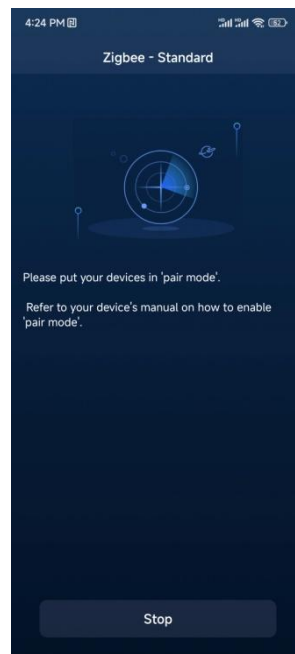 4:24 PM
Zigbee - Standard
Please put your devices in 'pair mode'.
Refer to your device's manual on how to enable
'pair mode'.
Stop